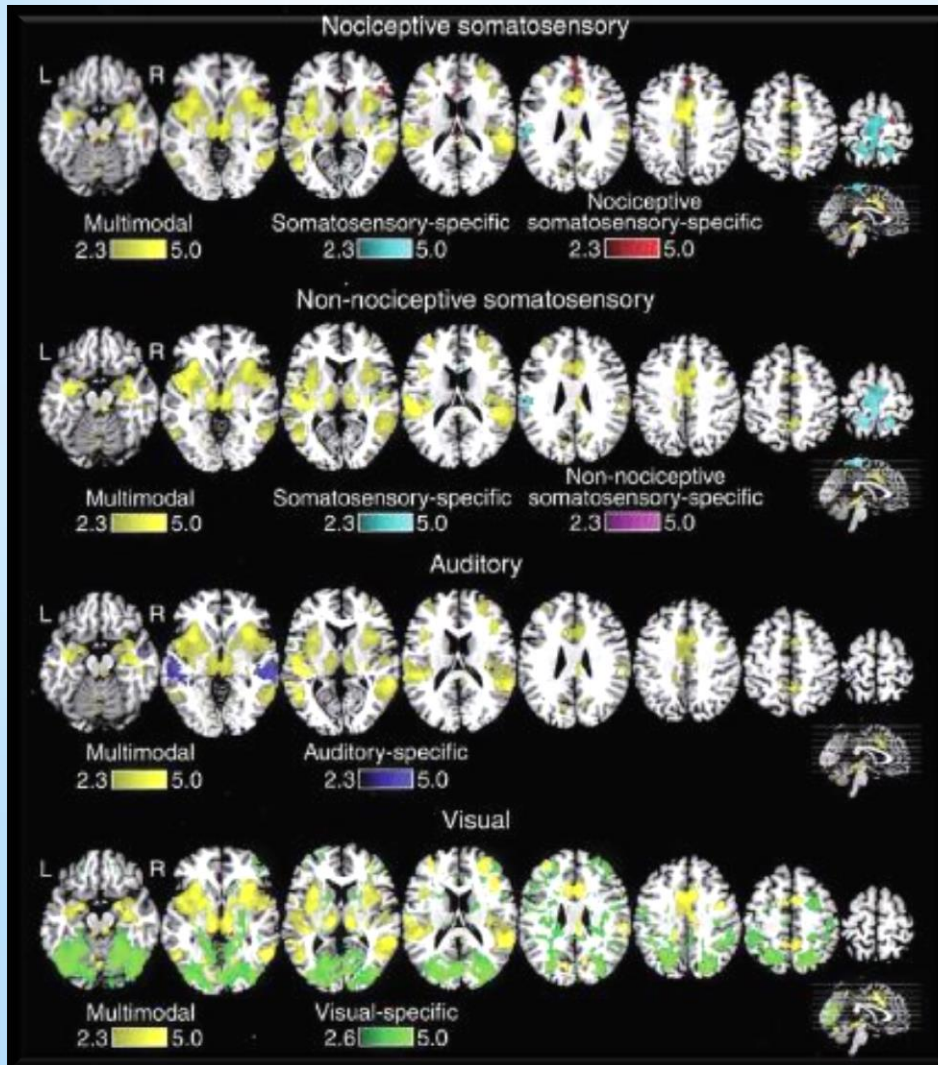 Nociceptive somatosensory
L R
Nociceptive
Multimodal Somatosensory-specific somatosensory-specific
2.3 5.0 2.3 5.0 2.3 5.0
Non-nociceptive somatosensory
L R
Non-nociceptive
Multimodal Somatosensory-specific somatosensory-specific
2.3 5.0 2.3 5.0 2.3 5.0
Auditory
L R
Multimodal Auditory-specific
2.3 5.0 2.3 5.0
Visual
L R
Multimodal Visual-specific
2.3 5.0 2.6 5.0